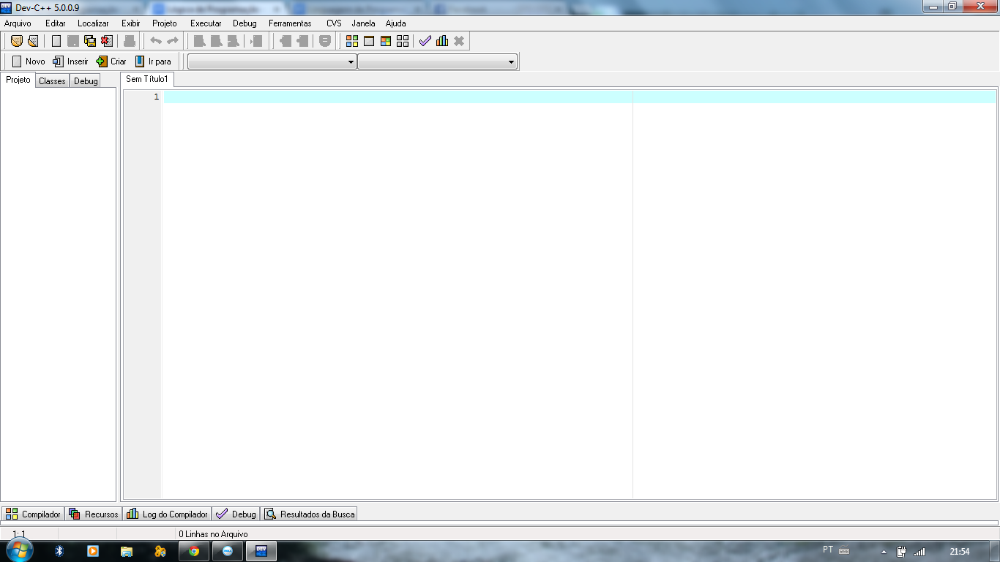 Dev-C++ 5.0.0.9
Arquivo Editar Localizar Exibir Projeto Executar Debug Ferramentas CVS Janela Ajuda
Novo Inserir Criar Ir para
Projeto Classes Debug Sem Título1
1
Compilador Recursos Log do Compilador Debug Resultados da Busca
1: 1 0 Linhas no Arquivo
PT 21:54